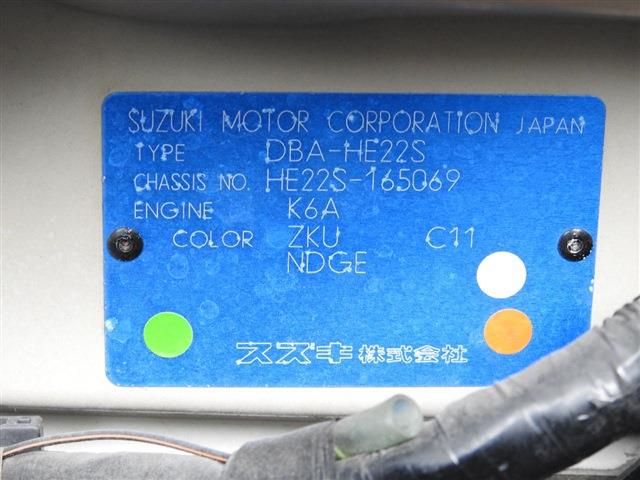 SUZUKI MOTOR CORPORATION JAPAN
TYPE DBA-HE22S
CHASSIS NO. HE22S-165069
ENGINE K6A
COLOR ZKU C11
NDGE
スズキ株式会社